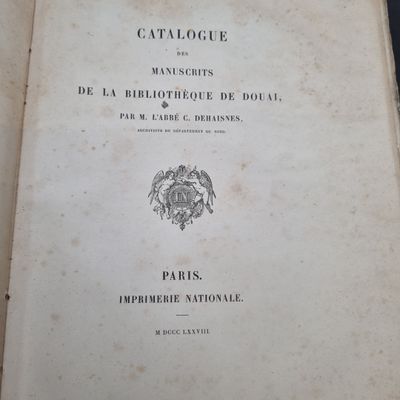 CATALOGUE
DES
MANUSCRITS
DE LA BIBLIOTHÈQUE DE DOUAI,
PAR M. L'ABBÉ C. DEHAISNES,
ARCHIVISTE DU DÉPARTEMENT DU NORD.
IN
PARIS.
IMPRIMERIE NATIONALE.
M DCCC LXXVIII.